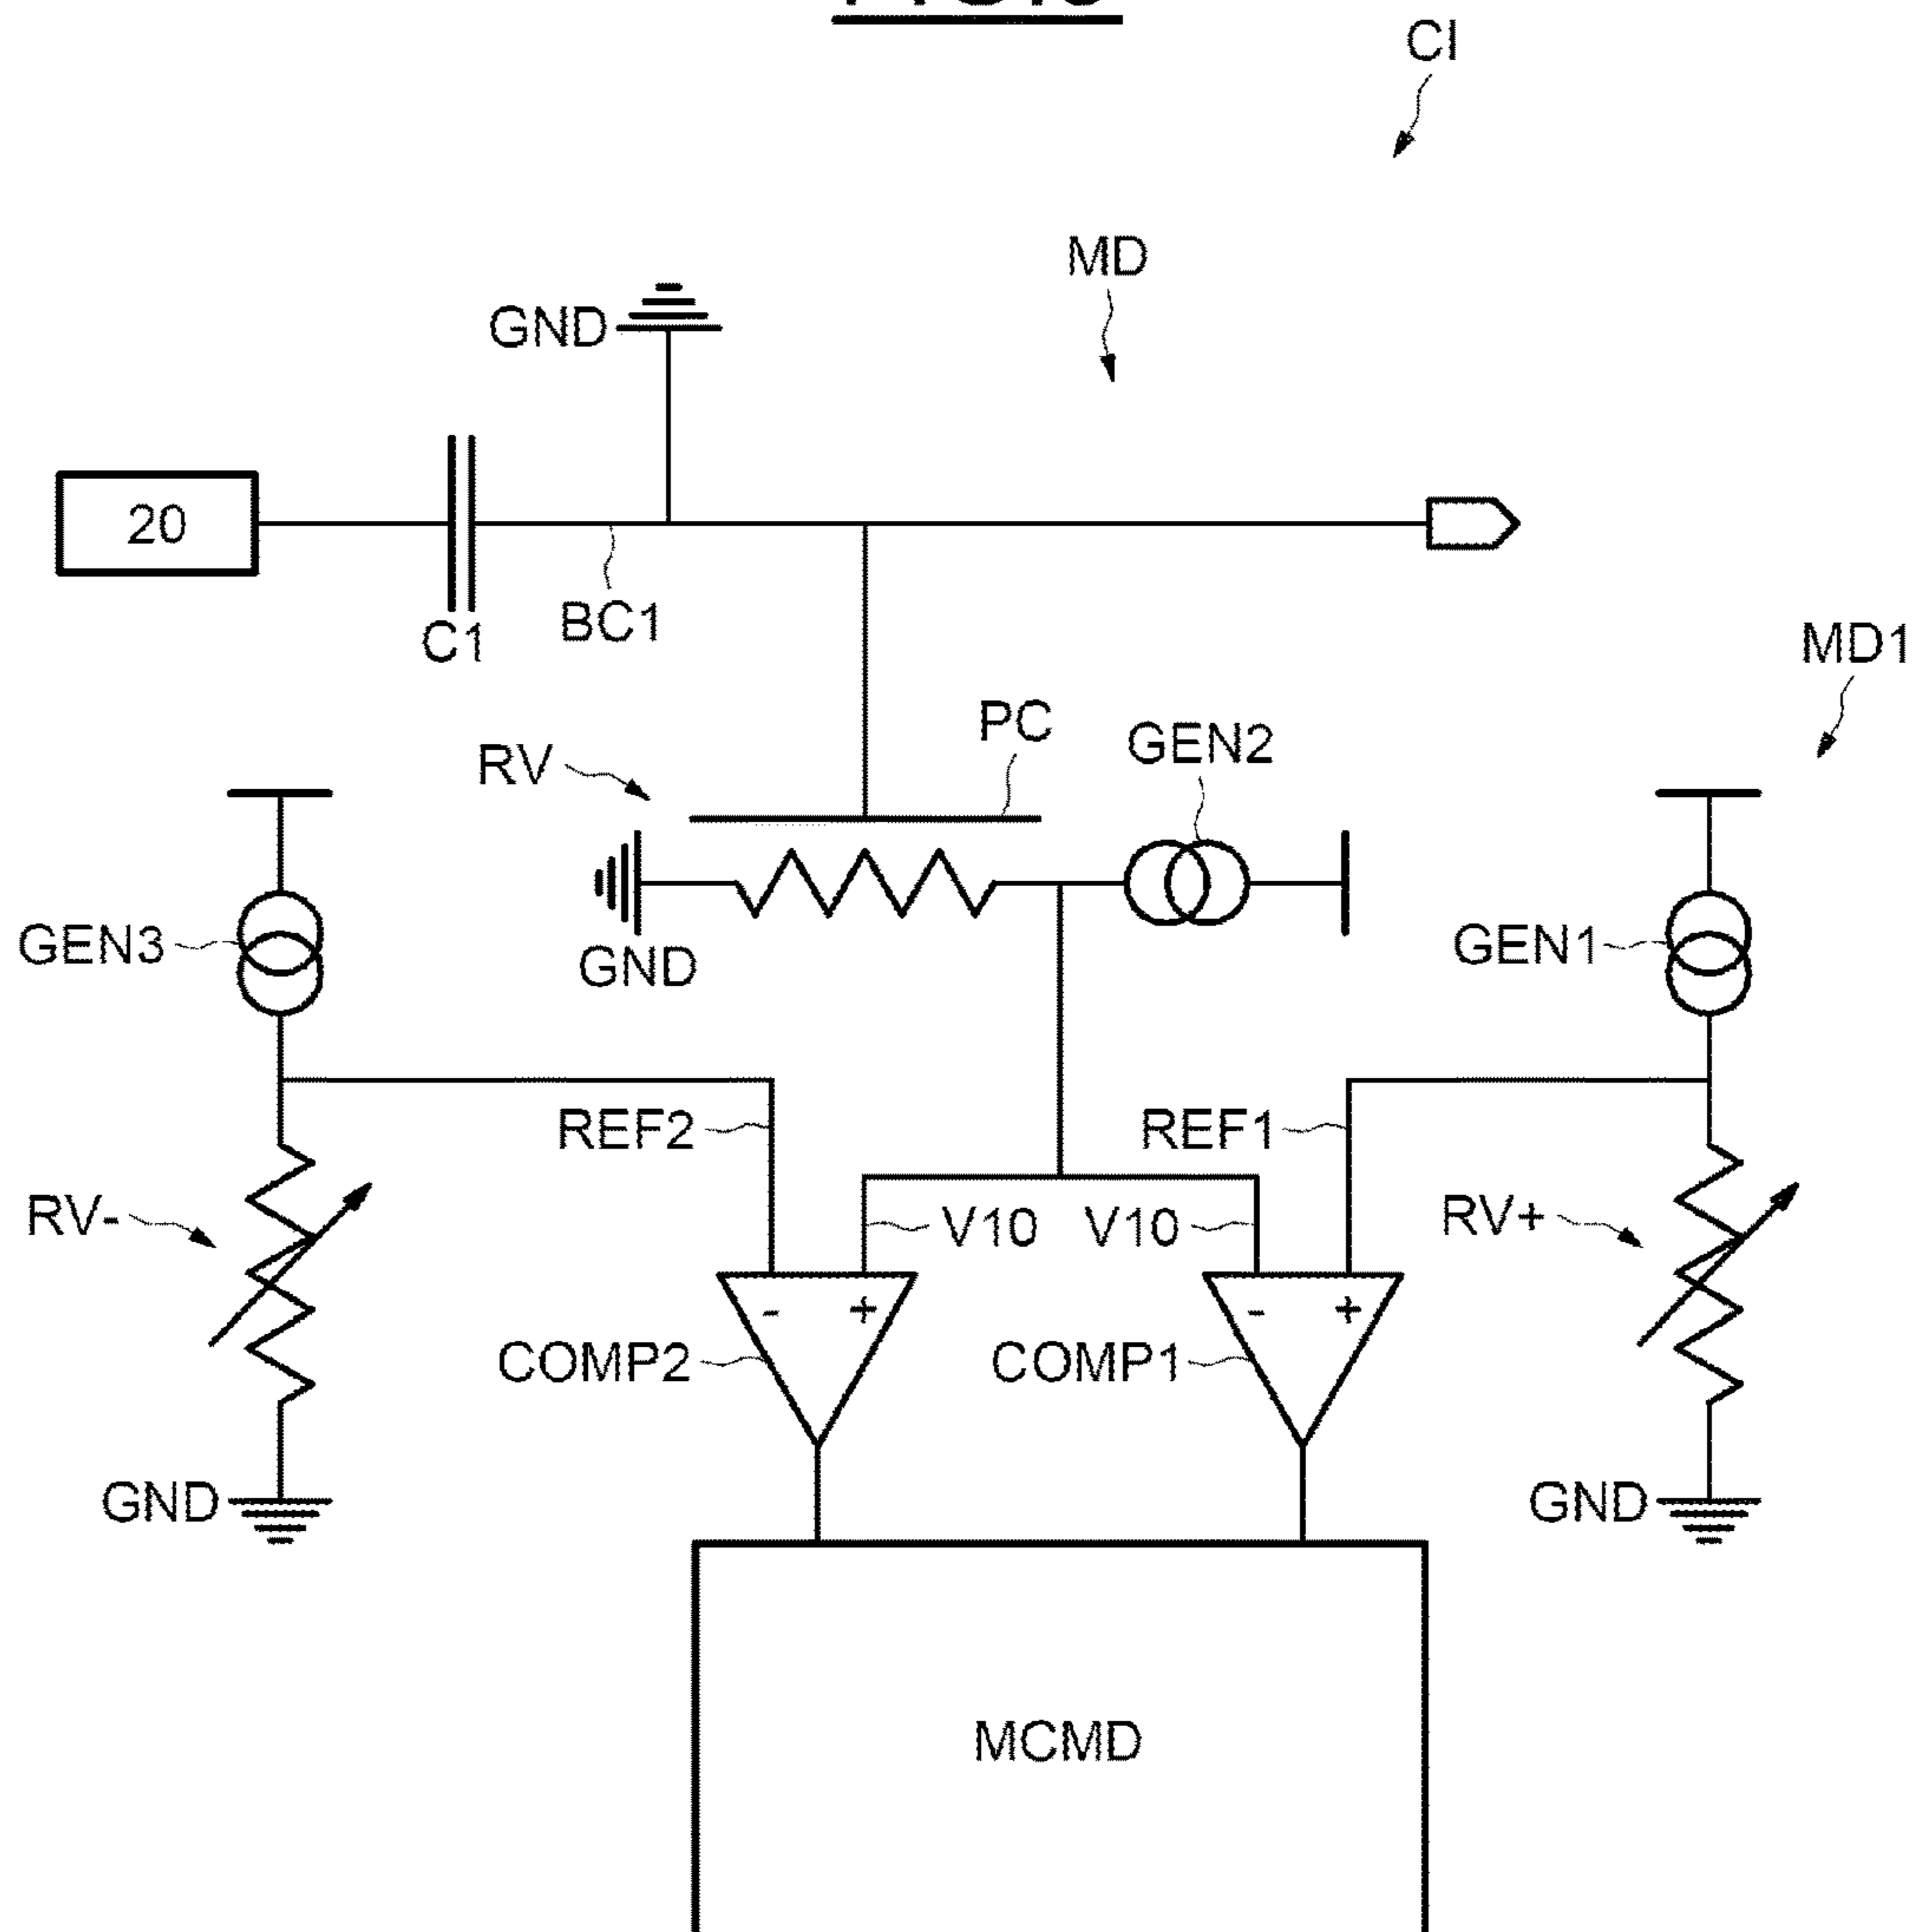 CI
MD
GND
20
C1
BC1
MD1
PC
GEN2
RV
GEN3
GND
GEN1
REF2
REF1
RV-
V10
V10
RV+
-
+
-
+
COMP2
COMP1
GND
GND
MCMD